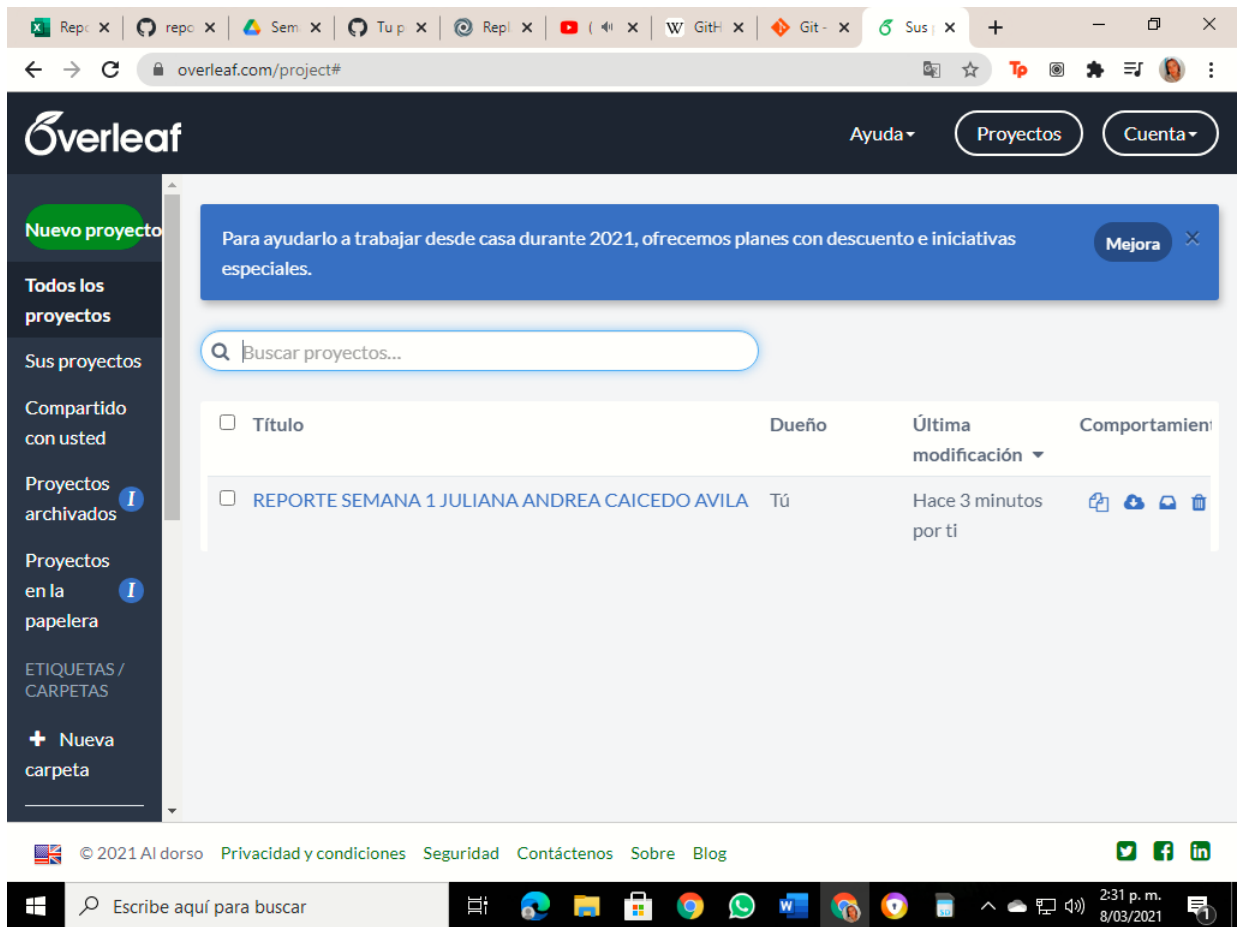 Repo
repo
Sem
Tu p
Repl
(
W GitH
Git -
Sus p
overleaf.com/project#
Tp
Overleaf
Ayuda
Proyectos
Cuenta
Nuevo proyecto
Todos los
proyectos
Sus proyectos
Compartido
con usted
Proyectos
archivados
I
Proyectos
en la
papelera
I
ETIQUETAS /
CARPETAS
+ Nueva
carpeta
Para ayudarlo a trabajar desde casa durante 2021, ofrecemos planes con descuento e iniciativas
especiales.
Mejora
Buscar proyectos...
Título
Dueño
Última
modificación
Comportamient
REPORTE SEMANA 1 JULIANA ANDREA CAICEDO AVILA
Tú
Hace 3 minutos
por ti
© 2021 Al dorso Privacidad y condiciones Seguridad Contáctenos Sobre Blog
Escribe aquí para buscar
2:31 p. m.
8/03/2021
1